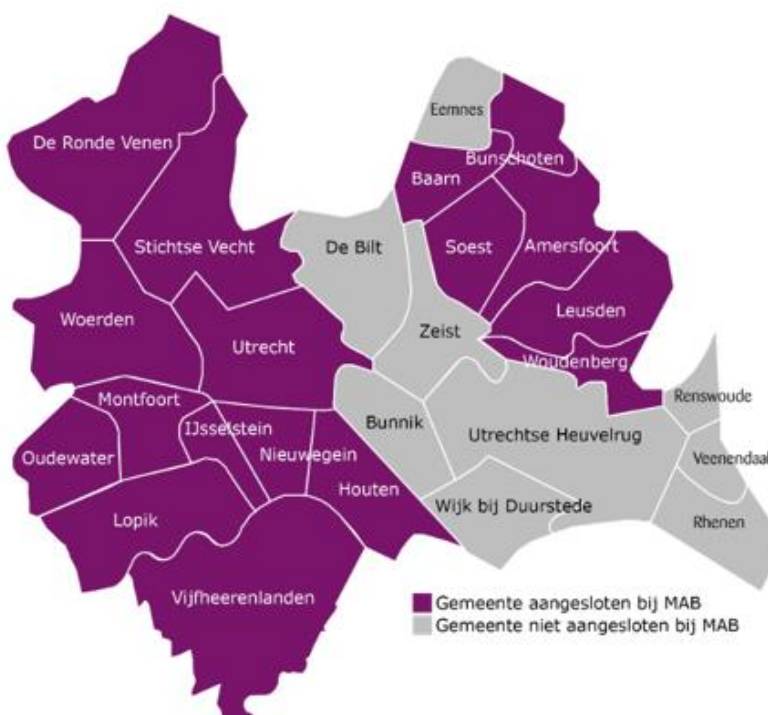 Eemnes
De Ronde Venen
Bunschoten
Baarn
Stichtse Vecht
De Bilt
Soest
Amersfoort
Leusden
Woerden
Zeist
Utrecht
Woudenberg
Renswoude
Montfoort
Bunnik
IJsselstein
Utrechtse Heuvelrug
Oudewater
Nieuwegein
Veenendaal
Houten
Wijk bij Duurstede
Lopik
Rhenen
Vijfheerenlanden
Gemeente aangesloten bij MAB
Gemeente niet aangesloten bij MAB